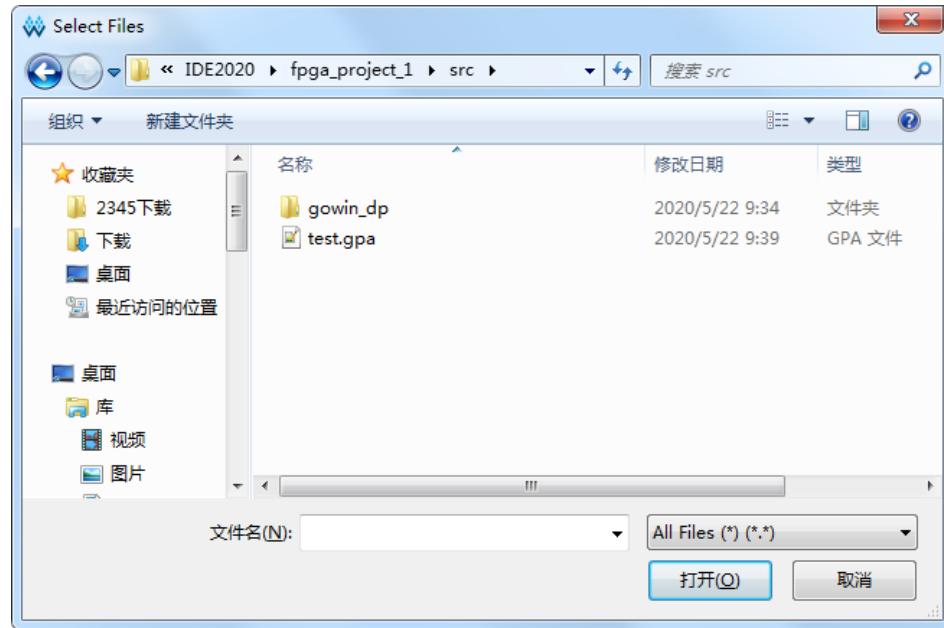 Select Files
« IDE2020 ▸ fpga_project_1 ▸ src ▸ 搜索 src
组织 新建文件夹
名称 修改日期 类型
收藏夹
2345下载
下载
桌面
最近访问的位置
桌面
库
视频
图片
gowin_dp 2020/5/22 9:34 文件夹
test.gpa 2020/5/22 9:39 GPA 文件
文件名(N): All Files (*) (*.*)
打开(O) 取消